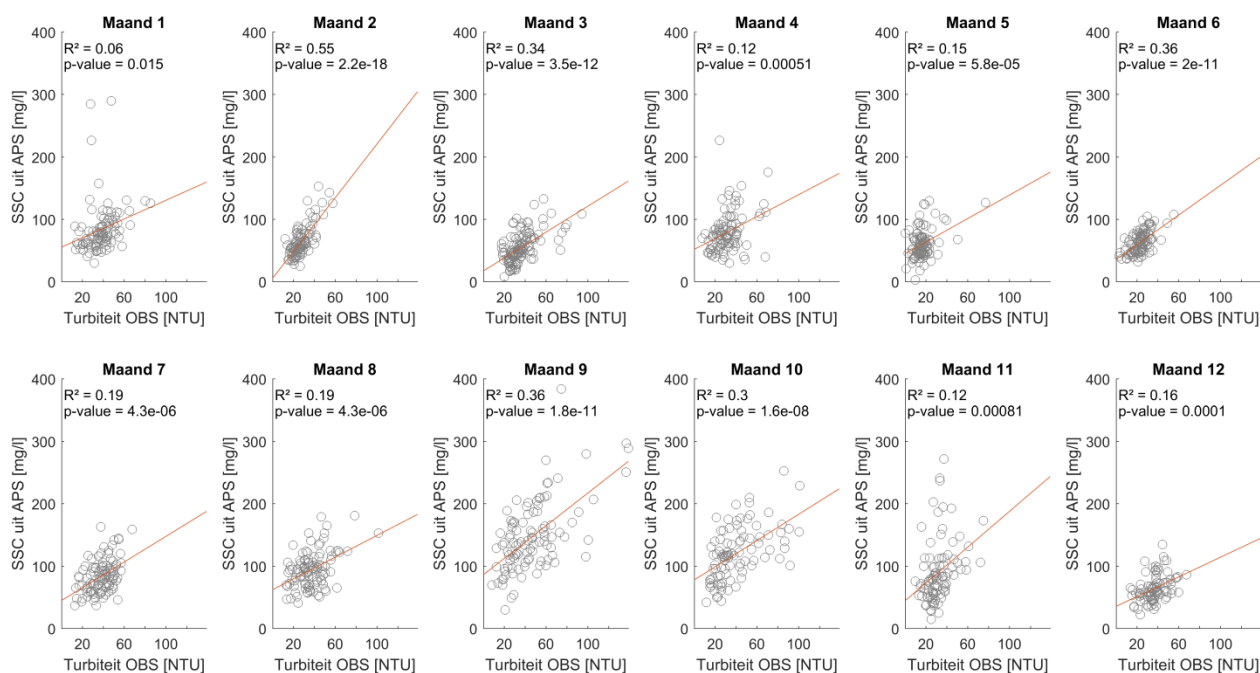 Maand 1
R² = 0.06
p-value = 0.015
SSC uit APS [mg/l]
400
300
200
100
0
20 60 100
Turbiteit OBS [NTU]
Maand 2
R² = 0.55
p-value = 2.2e-18
SSC uit APS [mg/l]
400
300
200
100
0
20 60 100
Turbiteit OBS [NTU]
Maand 3
R² = 0.34
p-value = 3.5e-12
SSC uit APS [mg/l]
400
300
200
100
0
20 60 100
Turbiteit OBS [NTU]
Maand 4
R² = 0.12
p-value = 0.00051
SSC uit APS [mg/l]
400
300
200
100
0
20 60 100
Turbiteit OBS [NTU]
Maand 5
R² = 0.15
p-value = 5.8e-05
SSC uit APS [mg/l]
400
300
200
100
0
20 60 100
Turbiteit OBS [NTU]
Maand 6
R² = 0.36
p-value = 2e-11
SSC uit APS [mg/l]
400
300
200
100
0
20 60 100
Turbiteit OBS [NTU]
Maand 7
R² = 0.19
p-value = 4.3e-06
SSC uit APS [mg/l]
400
300
200
100
0
20 60 100
Turbiteit OBS [NTU]
Maand 8
R² = 0.19
p-value = 4.3e-06
SSC uit APS [mg/l]
400
300
200
100
0
20 60 100
Turbiteit OBS [NTU]
Maand 9
R² = 0.36
p-value = 1.8e-11
SSC uit APS [mg/l]
400
300
200
100
0
20 60 100
Turbiteit OBS [NTU]
Maand 10
R² = 0.3
p-value = 1.6e-08
SSC uit APS [mg/l]
400
300
200
100
0
20 60 100
Turbiteit OBS [NTU]
Maand 11
R² = 0.12
p-value = 0.00081
SSC uit APS [mg/l]
400
300
200
100
0
20 60 100
Turbiteit OBS [NTU]
Maand 12
R² = 0.16
p-value = 0.0001
SSC uit APS [mg/l]
400
300
200
100
0
20 60 100
Turbiteit OBS [NTU]